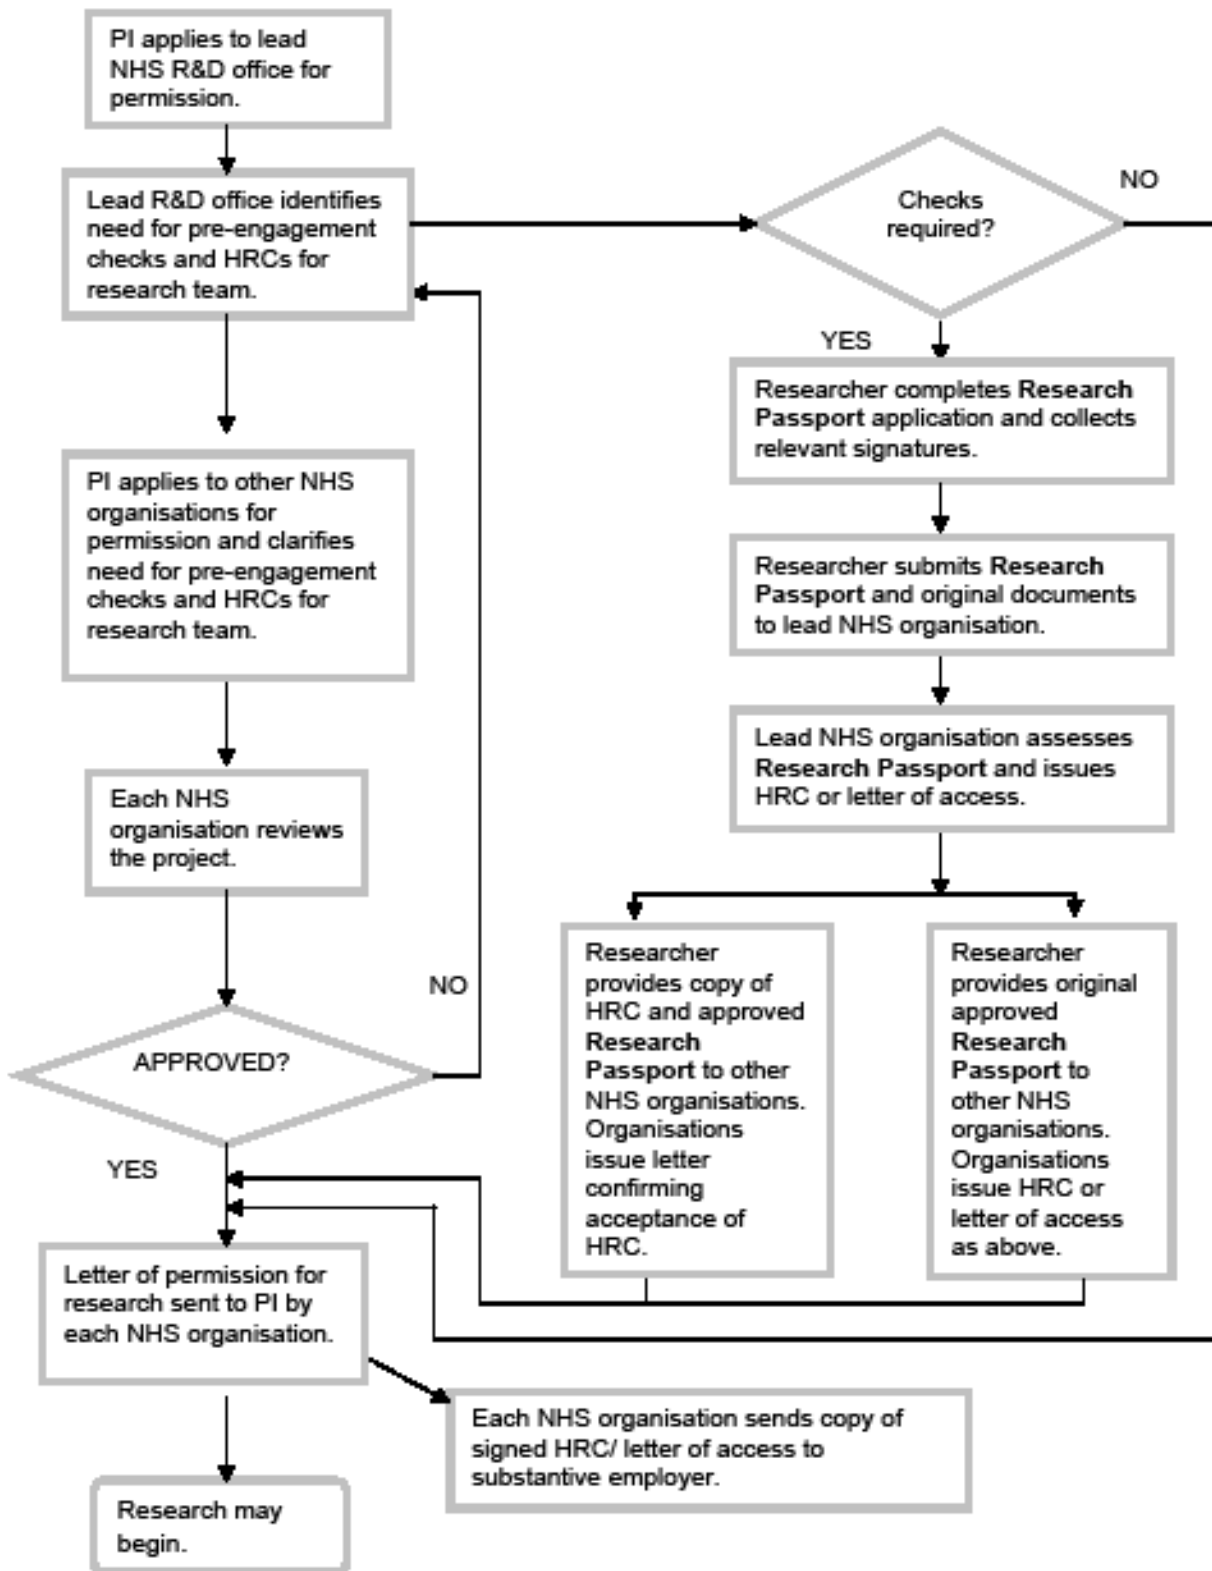 PI applies to lead
NHS R&D office for
permission.
Lead R&D office identifies
need for pre-engagement
checks and HRCs for
research team.
PI applies to other NHS
organisations for
permission and clarifies
need for pre-engagement
checks and HRCs for
research team.
Each NHS
organisation reviews
the project.
NO
APPROVED?
YES
Letter of permission for
research sent to PI by
each NHS organisation.
Research may
begin.
Each NHS organisation sends copy of
signed HRC/ letter of access to
substantive employer.
Checks
required?
NO
YES
Researcher completes Research
Passport application and collects
relevant signatures.
Researcher submits Research
Passport and original documents
to lead NHS organisation.
Lead NHS organisation assesses
Research Passport and issues
HRC or letter of access.
Researcher
provides copy of
HRC and approved
Research
Passport to other
NHS organisations.
Organisations
issue letter
confirming
acceptance of
HRC.
Researcher
provides original
approved
Research
Passport to
other NHS
organisations.
Organisations
issue HRC or
letter of access
as above.